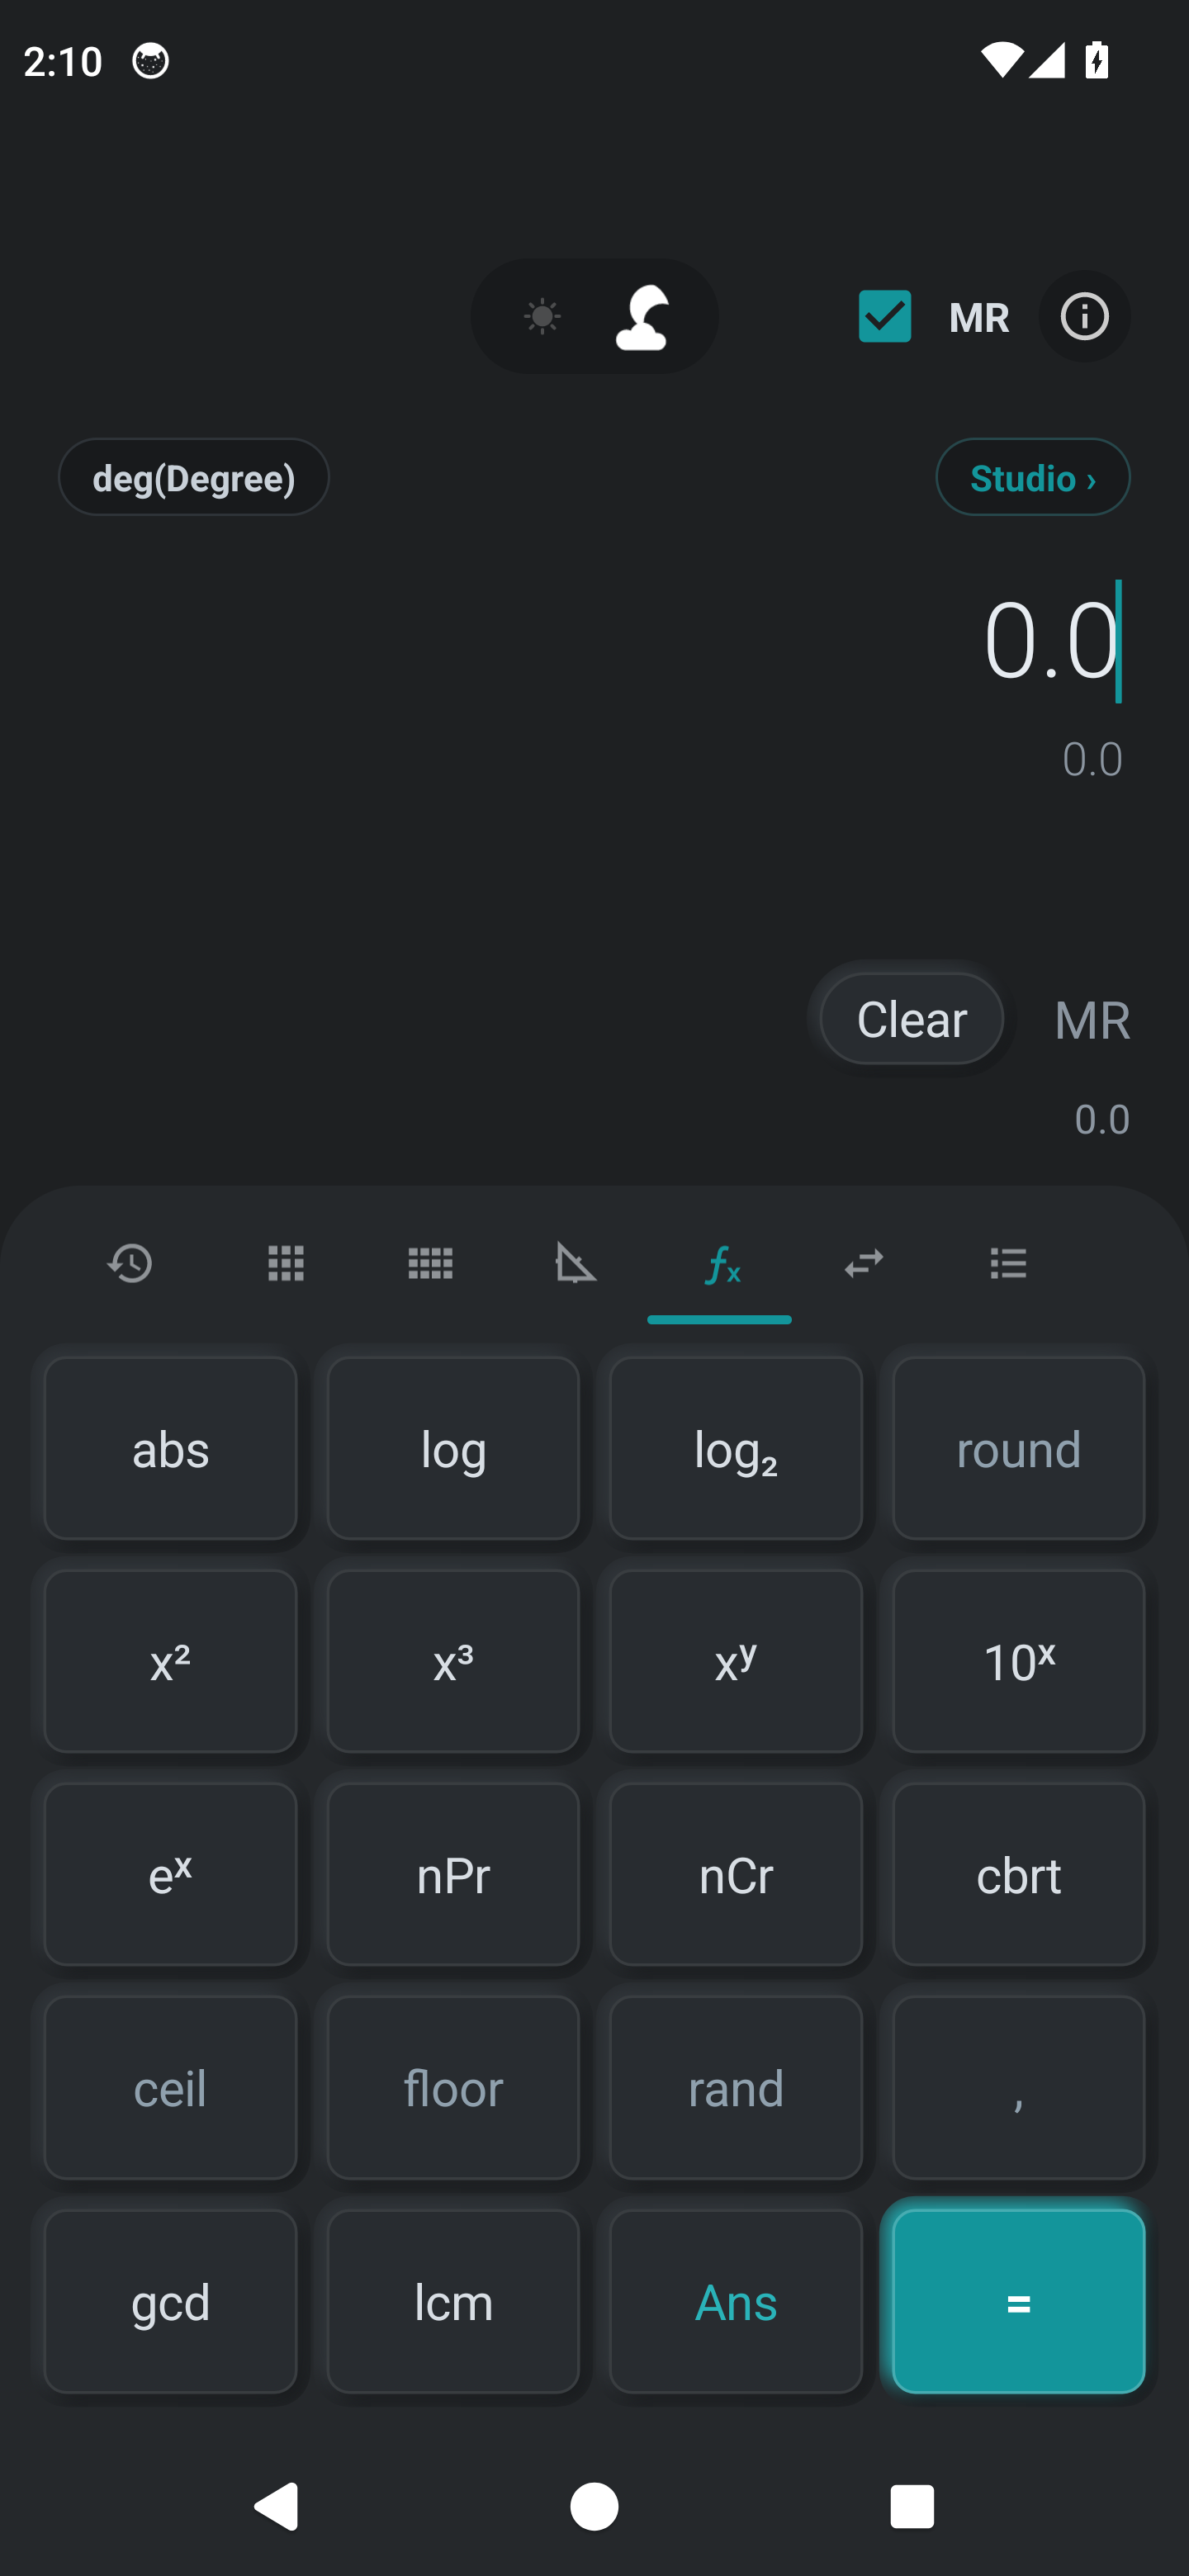 2:10
MR
deg(Degree) Studio ›
0.0
0.0
Clear MR
0.0
fx
abs log log₂ round
x² x³ xʸ 10ˣ
eˣ nPr nCr cbrt
ceil floor rand ,
gcd lcm Ans =